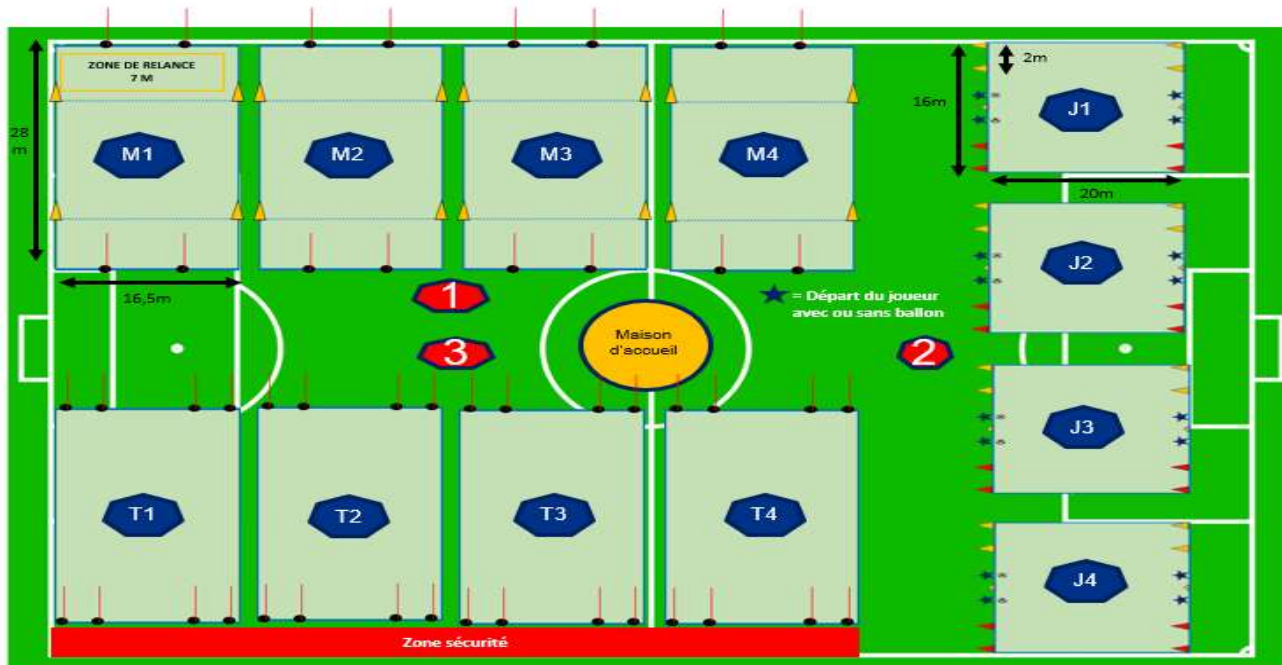 ZONE DE RELANCE
7 M
2m
16m
J1
28
m
M1
M2
M3
M4
20m
J2
16,5m
1
★ = Départ du joueur
avec ou sans ballon
Maison
d'accueil
3
2
J3
T1
T2
T3
T4
J4
Zone sécurité